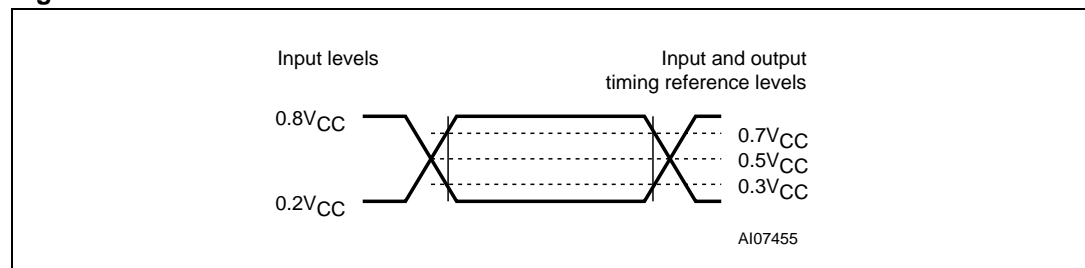 Input levels
Input and output
timing reference levels
0.8VCC
0.7VCC
0.5VCC
0.3VCC
0.2VCC
AI07455